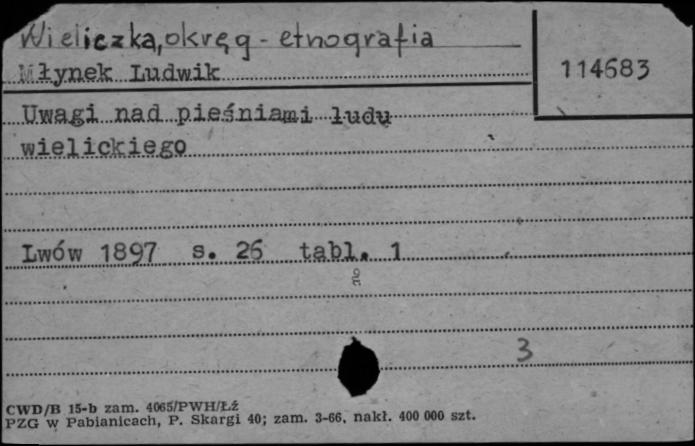 Wieliczka, okręg - etnografia
Młynek Ludwik
114683
Uwagi nad pieśniami ludu
wielickiego
Lwów 1897 s. 26 tabl. 1
3
CWD/B 15-b zam. 4065/PWH/Łź
PZG w Pabianicach, P. Skargi 40; zam. 3-66, nakł. 400 000 szt.